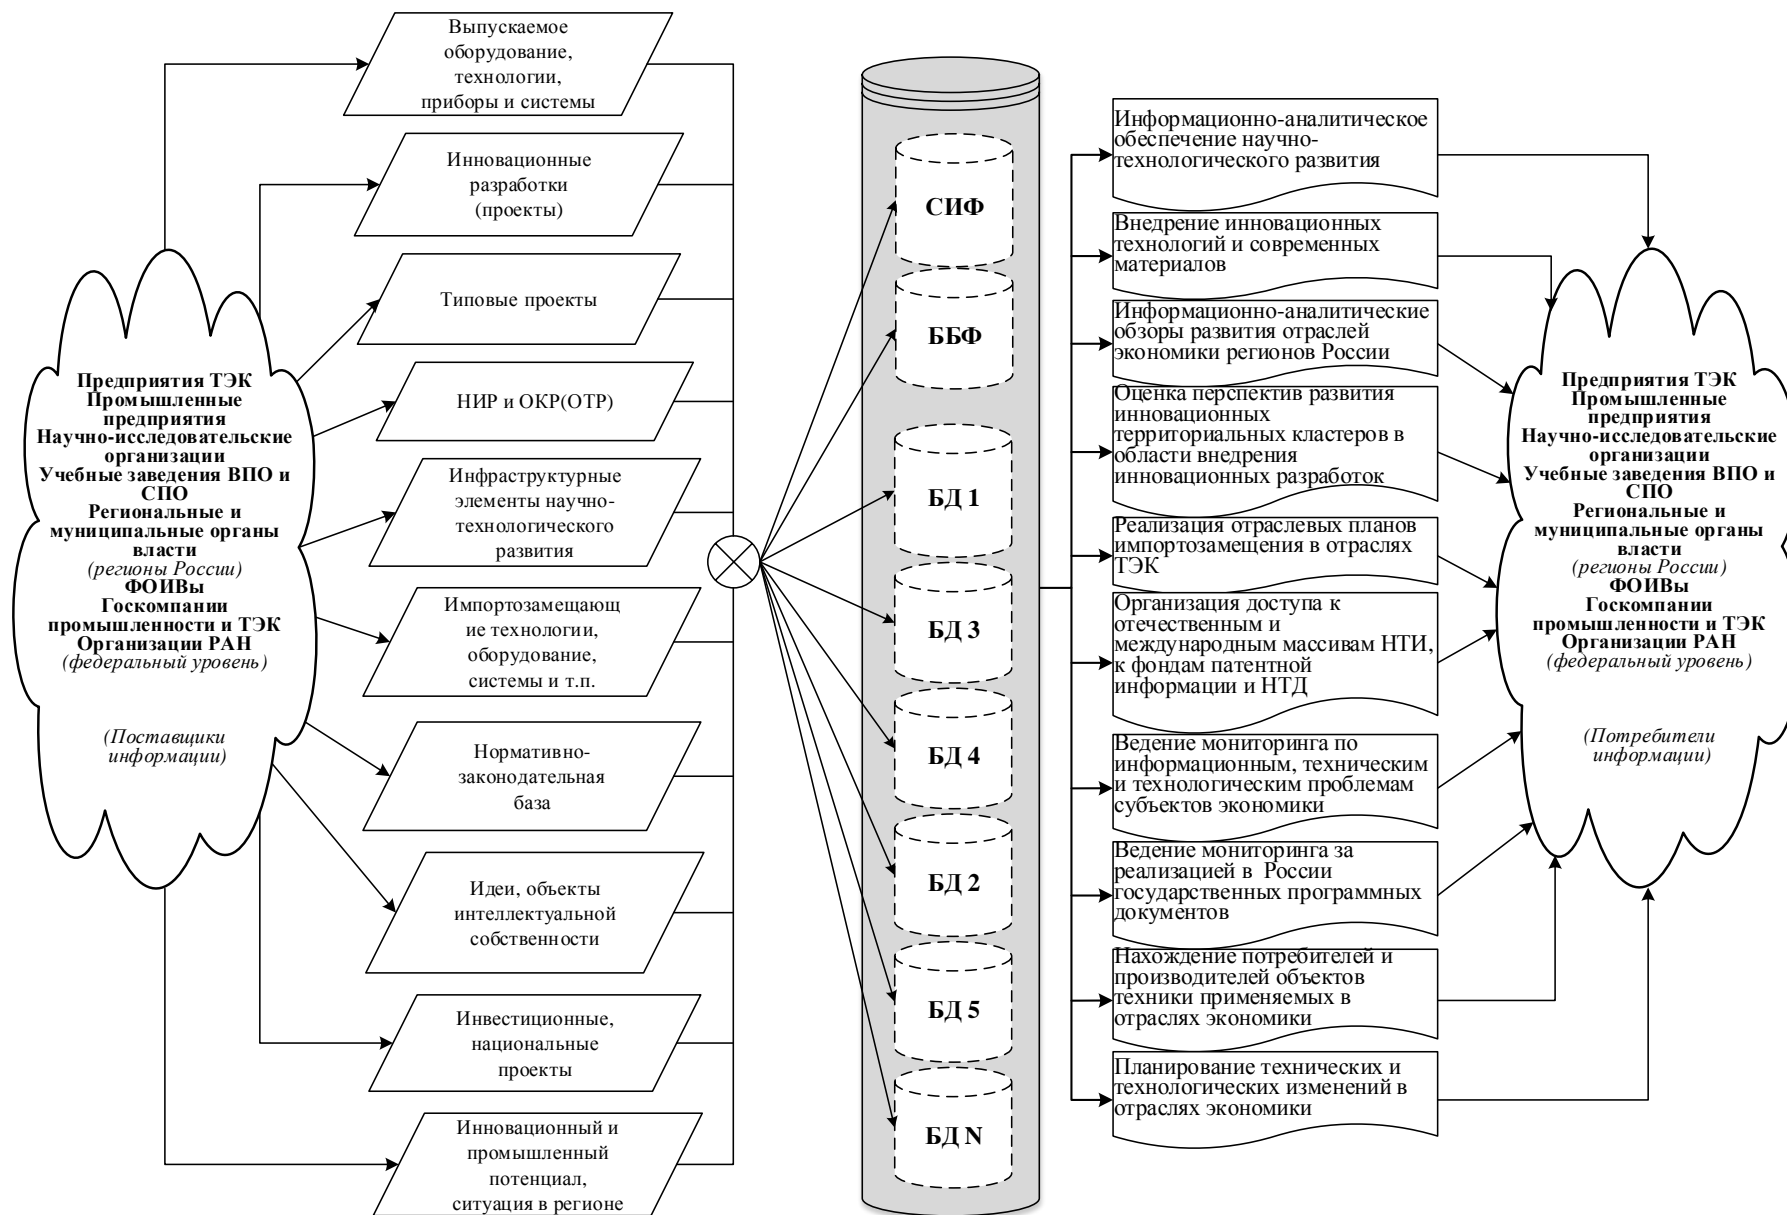 Предприятия ТЭК
Промышленные
предприятия
Научно-исследовательские
организации
Учебные заведения ВПО и
СПО
Региональные и
муниципальные органы
власти
(регионы России)
ФОИВы
Госкомпании
промышленности и ТЭК
Организации РАН
(федеральный уровень)
(Поставщики
информации)
Выпускаемое
оборудование,
технологии,
приборы и системы
Инновационные
разработки
(проекты)
Типовые проекты
НИР и ОКР(ОТР)
Инфраструктурные
элементы научно-
технологического
развития
Импортозамещающ
ие технологии,
оборудование,
системы и т.п.
Нормативно-
законодательная
база
Идеи, объекты
интеллектуальной
собственности
Инвестиционные,
национальные
проекты
Инновационный и
промышленный
потенциал,
ситуация в регионе
СИФ
ББФ
БД 1
БД 3
БД 4
БД 2
БД 5
БД N
Информационно-аналитическое
обеспечение научно-
технологического развития
Внедрение инновационных
технологий и современных
материалов
Информационно-аналитические
обзоры развития отраслей
экономики регионов России
Оценка перспектив развития
инновационных
территориальных кластеров в
области внедрения
инновационных разработок
Реализация отраслевых планов
импортозамещения в отраслях
ТЭК
Организация доступа к
отечественным и
международным массивам НТИ,
к фондам патентной
информации и НТД
Ведение мониторинга по
информационным, техническим
и технологическим проблемам
субъектов экономики
Ведение мониторинга за
реализацией в  России
государственных программных
документов
Нахождение потребителей и
производителей объектов
техники применяемых в
отраслях экономики
Планирование технических и
технологических изменений в
отраслях экономики
Предприятия ТЭК
Промышленные
предприятия
Научно-исследовательские
организации
Учебные заведения ВПО и
СПО
Региональные и
муниципальные органы
власти
(регионы России)
ФОИВы
Госкомпании
промышленности и ТЭК
Организации РАН
(федеральный уровень)
(Потребители
информации)